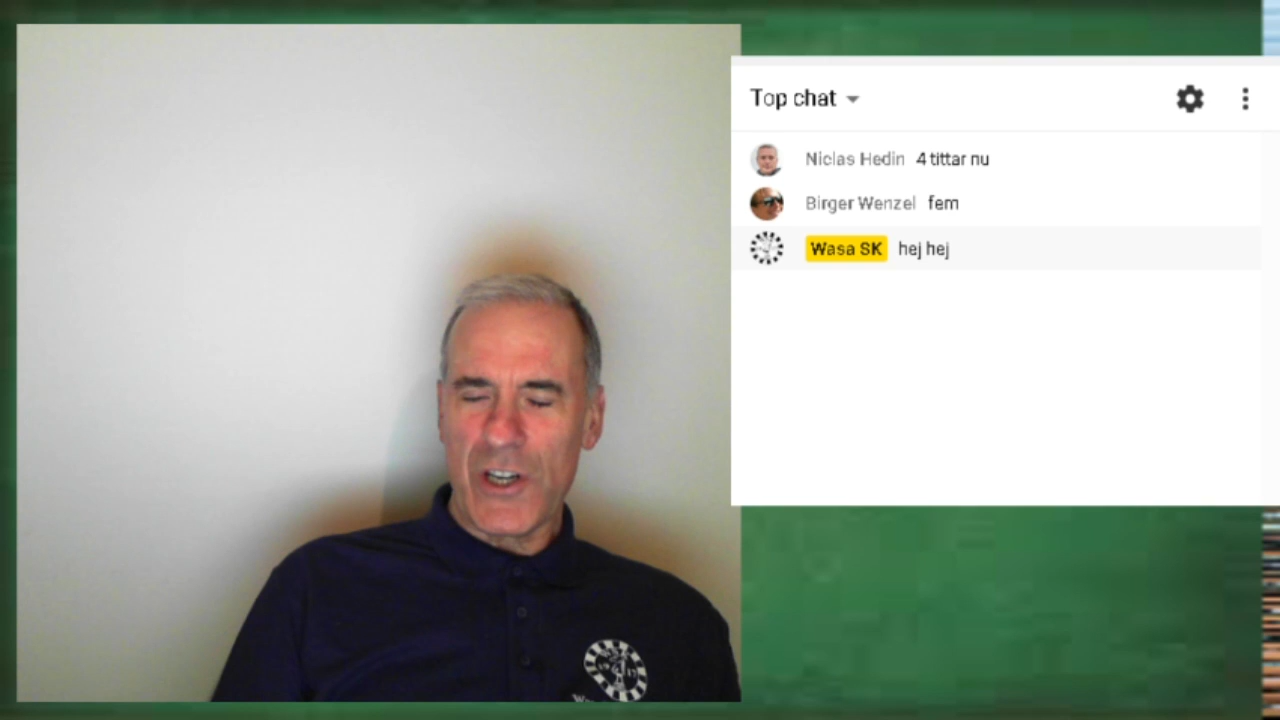 Top chat
Niclas Hedin 4 tittar nu
Birger Wenzel fem
Wasa SK hej hej